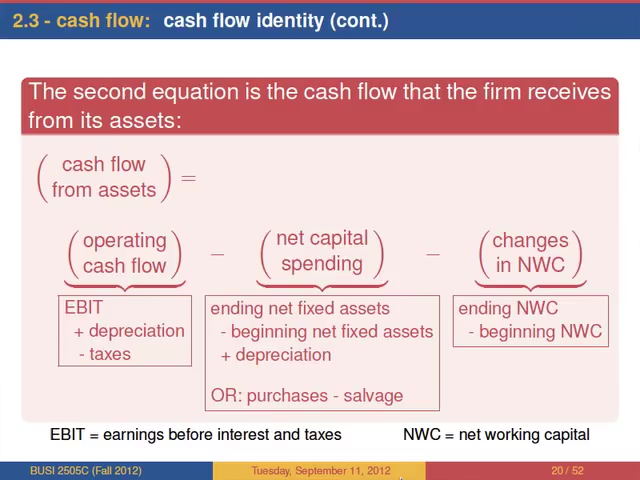 2.3 - cash flow: cash flow identity (cont.)
The second equation is the cash flow that the firm receives
from its assets:
(cash flow
from assets) =
(operating
cash flow) − (net capital
spending) − (changes
in NWC)
EBIT
+ depreciation
- taxes
ending net fixed assets
- beginning net fixed assets
+ depreciation
OR: purchases - salvage
ending NWC
- beginning NWC
EBIT = earnings before interest and taxes NWC = net working capital
BUSI 2505C (Fall 2012) Tuesday, September 11, 2012 20 / 52